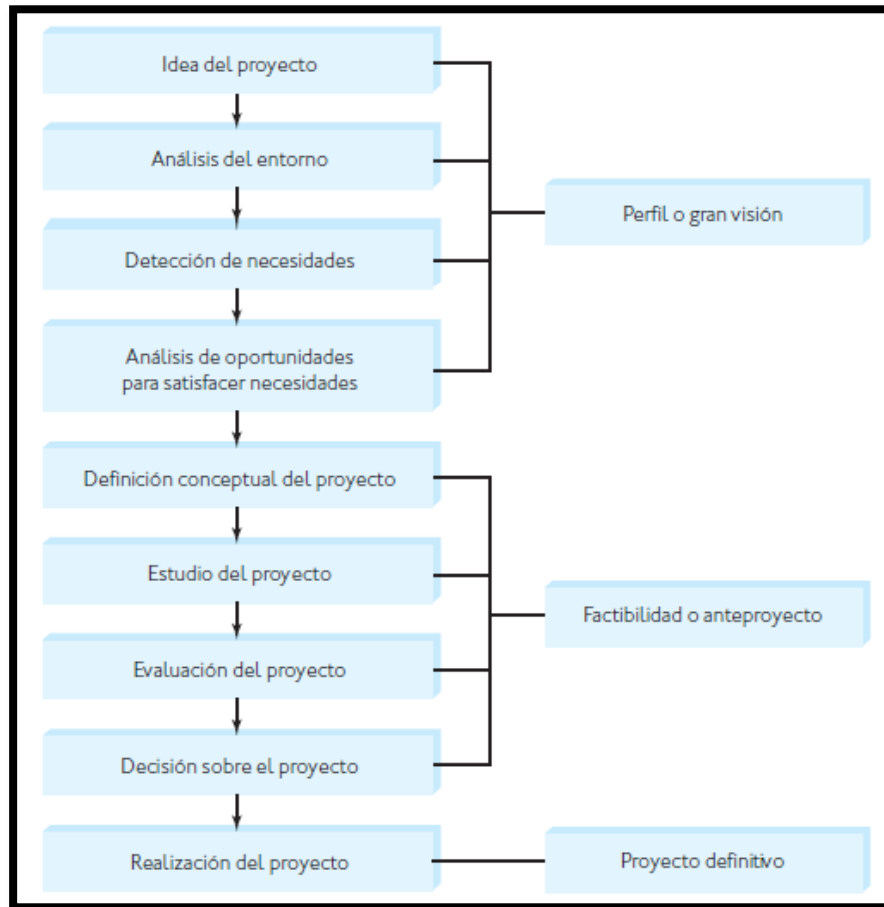 Idea del proyecto
Análisis del entorno
Detección de necesidades
Análisis de oportunidades
para satisfacer necesidades
Perfil o gran visión
Definición conceptual del proyecto
Estudio del proyecto
Evaluación del proyecto
Decisión sobre el proyecto
Factibilidad o anteproyecto
Realización del proyecto
Proyecto definitivo